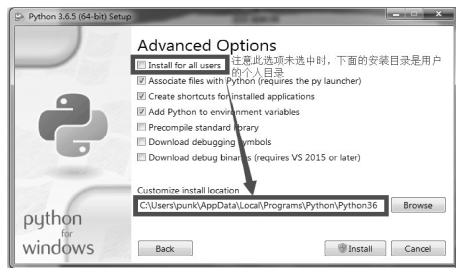 Python 3.6.5 (64-bit) Setup
Advanced Options
Install for all users 注意此选项未选中时，下面的安装目录是用户
的个人目录
Associate files with Python (requires the py launcher)
Create shortcuts for installed applications
Add Python to environment variables
Precompile standard library
Download debugging symbols
Download debug binaries (requires VS 2015 or later)
Customize install location
C:\Users\punk\AppData\Local\Programs\Python\Python36 Browse
python
for
windows
Back Install Cancel